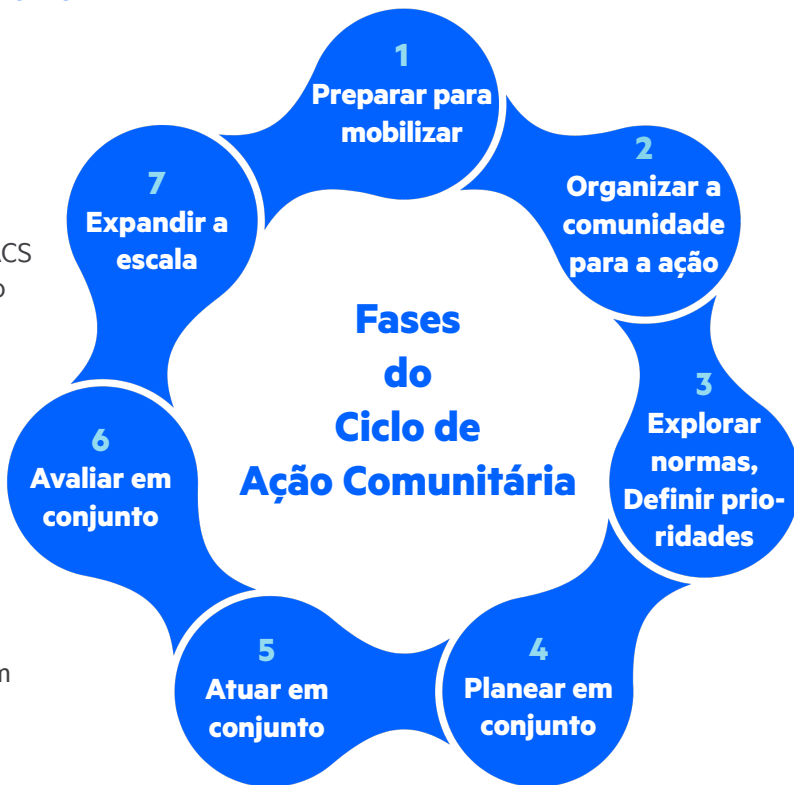 1
Preparar para
mobilizar
2
Organizar a
comunidade
para a ação
3
Explorar
normas,
Definir prio-
ridades
4
Planear em
conjunto
5
Atuar em
conjunto
6
Avaliar em
conjunto
7
Expandir a
escala
Fases
do
Ciclo de
Ação Comunitária